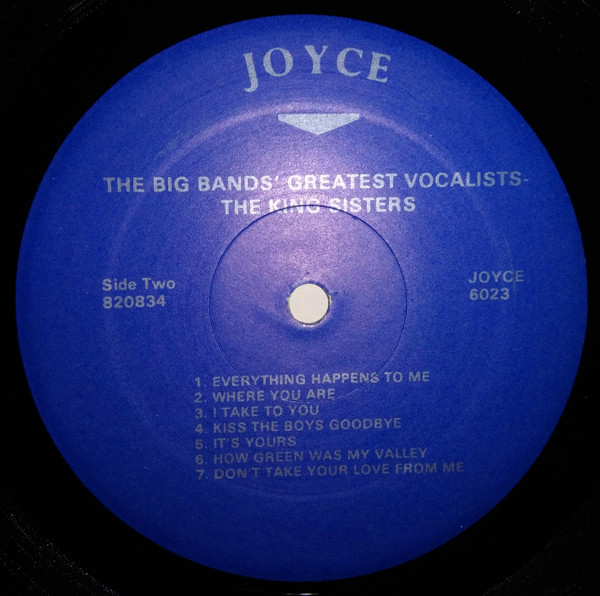 JOYCE
THE BIG BANDS' GREATEST VOCALISTS-
THE KING SISTERS
Side Two
820834
JOYCE
6023
1. EVERYTHING HAPPENS TO ME
2. WHERE YOU ARE
3. I TAKE TO YOU
4. KISS THE BOYS GOODBYE
5. IT'S YOURS
6. HOW GREEN WAS MY VALLEY
7. DON'T TAKE YOUR LOVE FROM ME